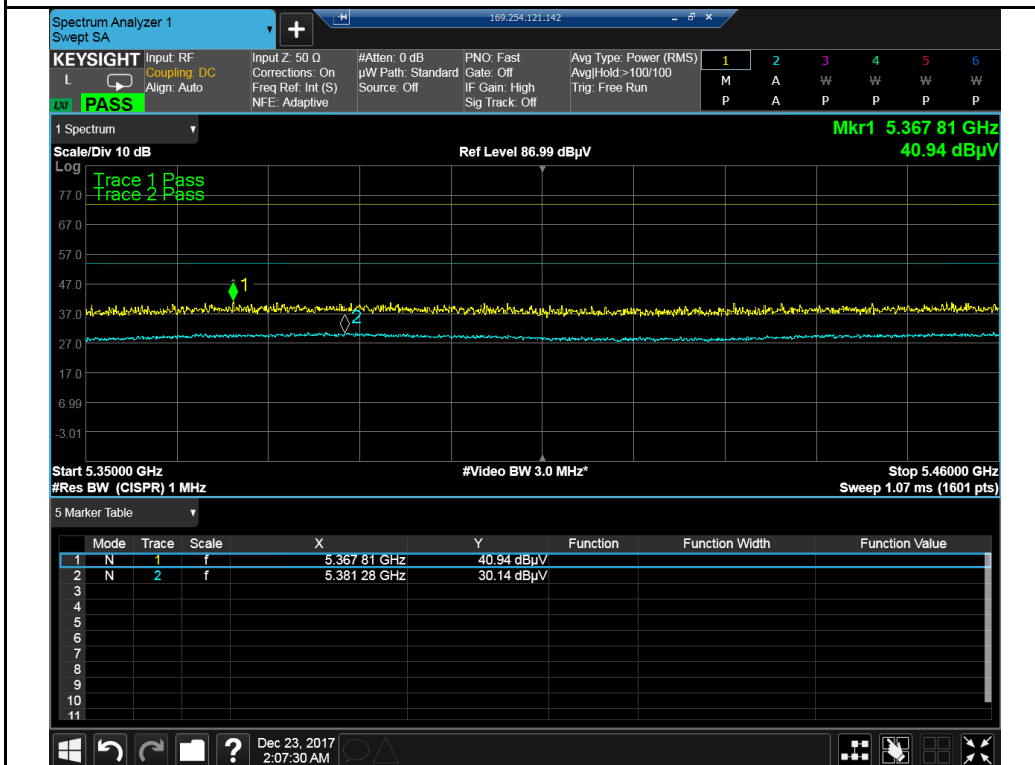 Spectrum Analyzer 1
Swept SA
+
169.254.121.142
KEYSIGHT Input: RF Input Z: 50 Ω #Atten: 0 dB PNO: Fast Avg Type: Power (RMS) 1 2 3 4 5 6
L Coupling: DC Corrections: On µW Path: Standard Gate: Off Avg|Hold:>100/100 M A W W W W
Align: Auto Freq Ref: Int (S) Source: Off IF Gain: High Trig: Free Run
LXI PASS NFE: Adaptive Sig Track: Off P A P P P P
1 Spectrum
Mkr1 5.367 81 GHz
Scale/Div 10 dB Ref Level 86.99 dBµV 40.94 dBµV
Log
Trace 1 Pass
Trace 2 Pass
77.0
67.0
57.0
47.0
1
37.0
2
27.0
17.0
6.99
-3.01
Start 5.35000 GHz #Video BW 3.0 MHz* Stop 5.46000 GHz
#Res BW (CISPR) 1 MHz Sweep 1.07 ms (1601 pts)
5 Marker Table
Mode Trace Scale X Y Function Function Width Function Value
1 N 1 f 5.367 81 GHz 40.94 dBµV
2 N 2 f 5.381 28 GHz 30.14 dBµV
3
4
5
6
7
8
9
10
11
? Dec 23, 2017
2:07:30 AM